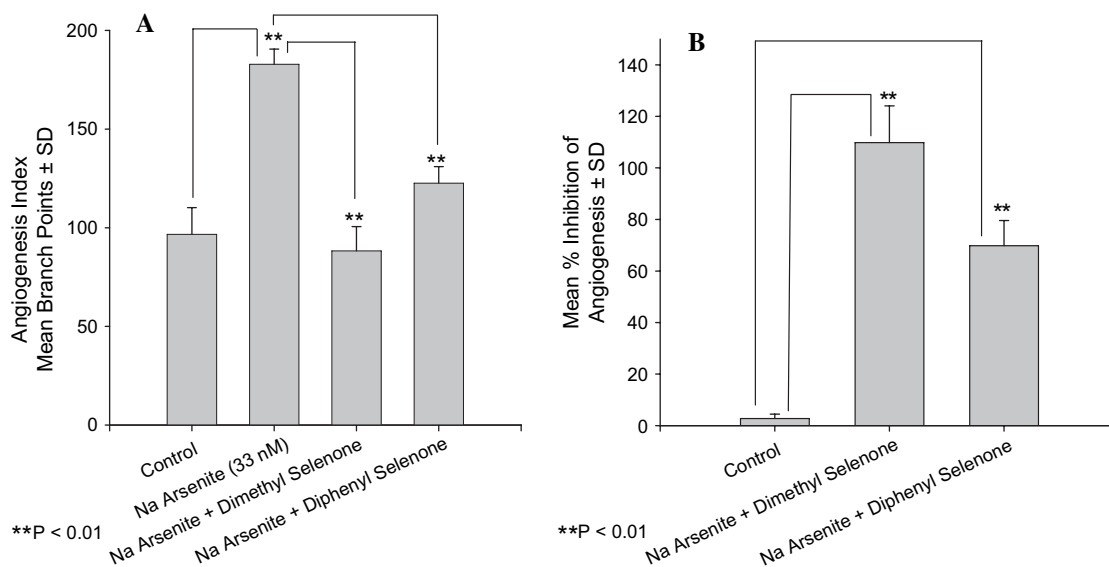 A
Angiogenesis Index
Mean Branch Points ± SD
200
150
100
50
0
**
**
**
Control
Na Arsenite (33 nM)
Na Arsenite + Dimethyl Selenone
Na Arsenite + Diphenyl Selenone
**P < 0.01
B
Mean % Inhibition of
Angiogenesis ± SD
140
120
100
80
60
40
20
0
**
**
Control
Na Arsenite + Dimethyl Selenone
Na Arsenite + Diphenyl Selenone
**P < 0.01